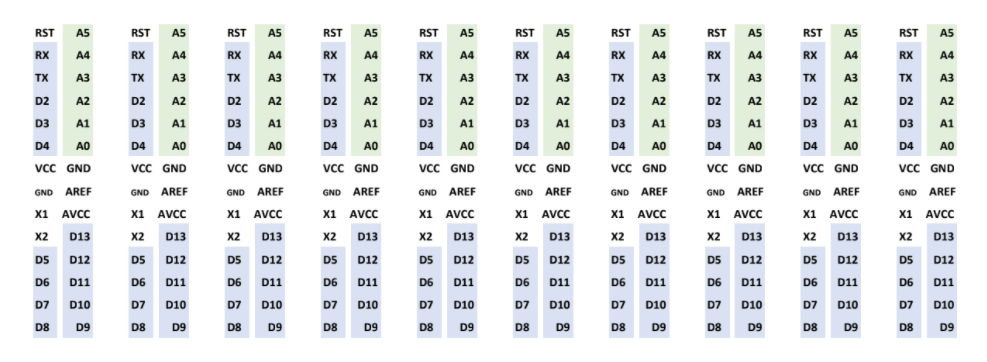 RST A5 RST A5 RST A5 RST A5 RST A5 RST A5 RST A5 RST A5 RST A5 RST A5
RX A4 RX A4 RX A4 RX A4 RX A4 RX A4 RX A4 RX A4 RX A4 RX A4
TX A3 TX A3 TX A3 TX A3 TX A3 TX A3 TX A3 TX A3 TX A3 TX A3
D2 A2 D2 A2 D2 A2 D2 A2 D2 A2 D2 A2 D2 A2 D2 A2 D2 A2 D2 A2
D3 A1 D3 A1 D3 A1 D3 A1 D3 A1 D3 A1 D3 A1 D3 A1 D3 A1 D3 A1
D4 A0 D4 A0 D4 A0 D4 A0 D4 A0 D4 A0 D4 A0 D4 A0 D4 A0 D4 A0
VCC GND VCC GND VCC GND VCC GND VCC GND VCC GND VCC GND VCC GND VCC GND VCC GND
GND AREF GND AREF GND AREF GND AREF GND AREF GND AREF GND AREF GND AREF GND AREF GND AREF
X1 AVCC X1 AVCC X1 AVCC X1 AVCC X1 AVCC X1 AVCC X1 AVCC X1 AVCC X1 AVCC X1 AVCC
X2 D13 X2 D13 X2 D13 X2 D13 X2 D13 X2 D13 X2 D13 X2 D13 X2 D13 X2 D13
D5 D12 D5 D12 D5 D12 D5 D12 D5 D12 D5 D12 D5 D12 D5 D12 D5 D12 D5 D12
D6 D11 D6 D11 D6 D11 D6 D11 D6 D11 D6 D11 D6 D11 D6 D11 D6 D11 D6 D11
D7 D10 D7 D10 D7 D10 D7 D10 D7 D10 D7 D10 D7 D10 D7 D10 D7 D10 D7 D10
D8 D9 D8 D9 D8 D9 D8 D9 D8 D9 D8 D9 D8 D9 D8 D9 D8 D9 D8 D9